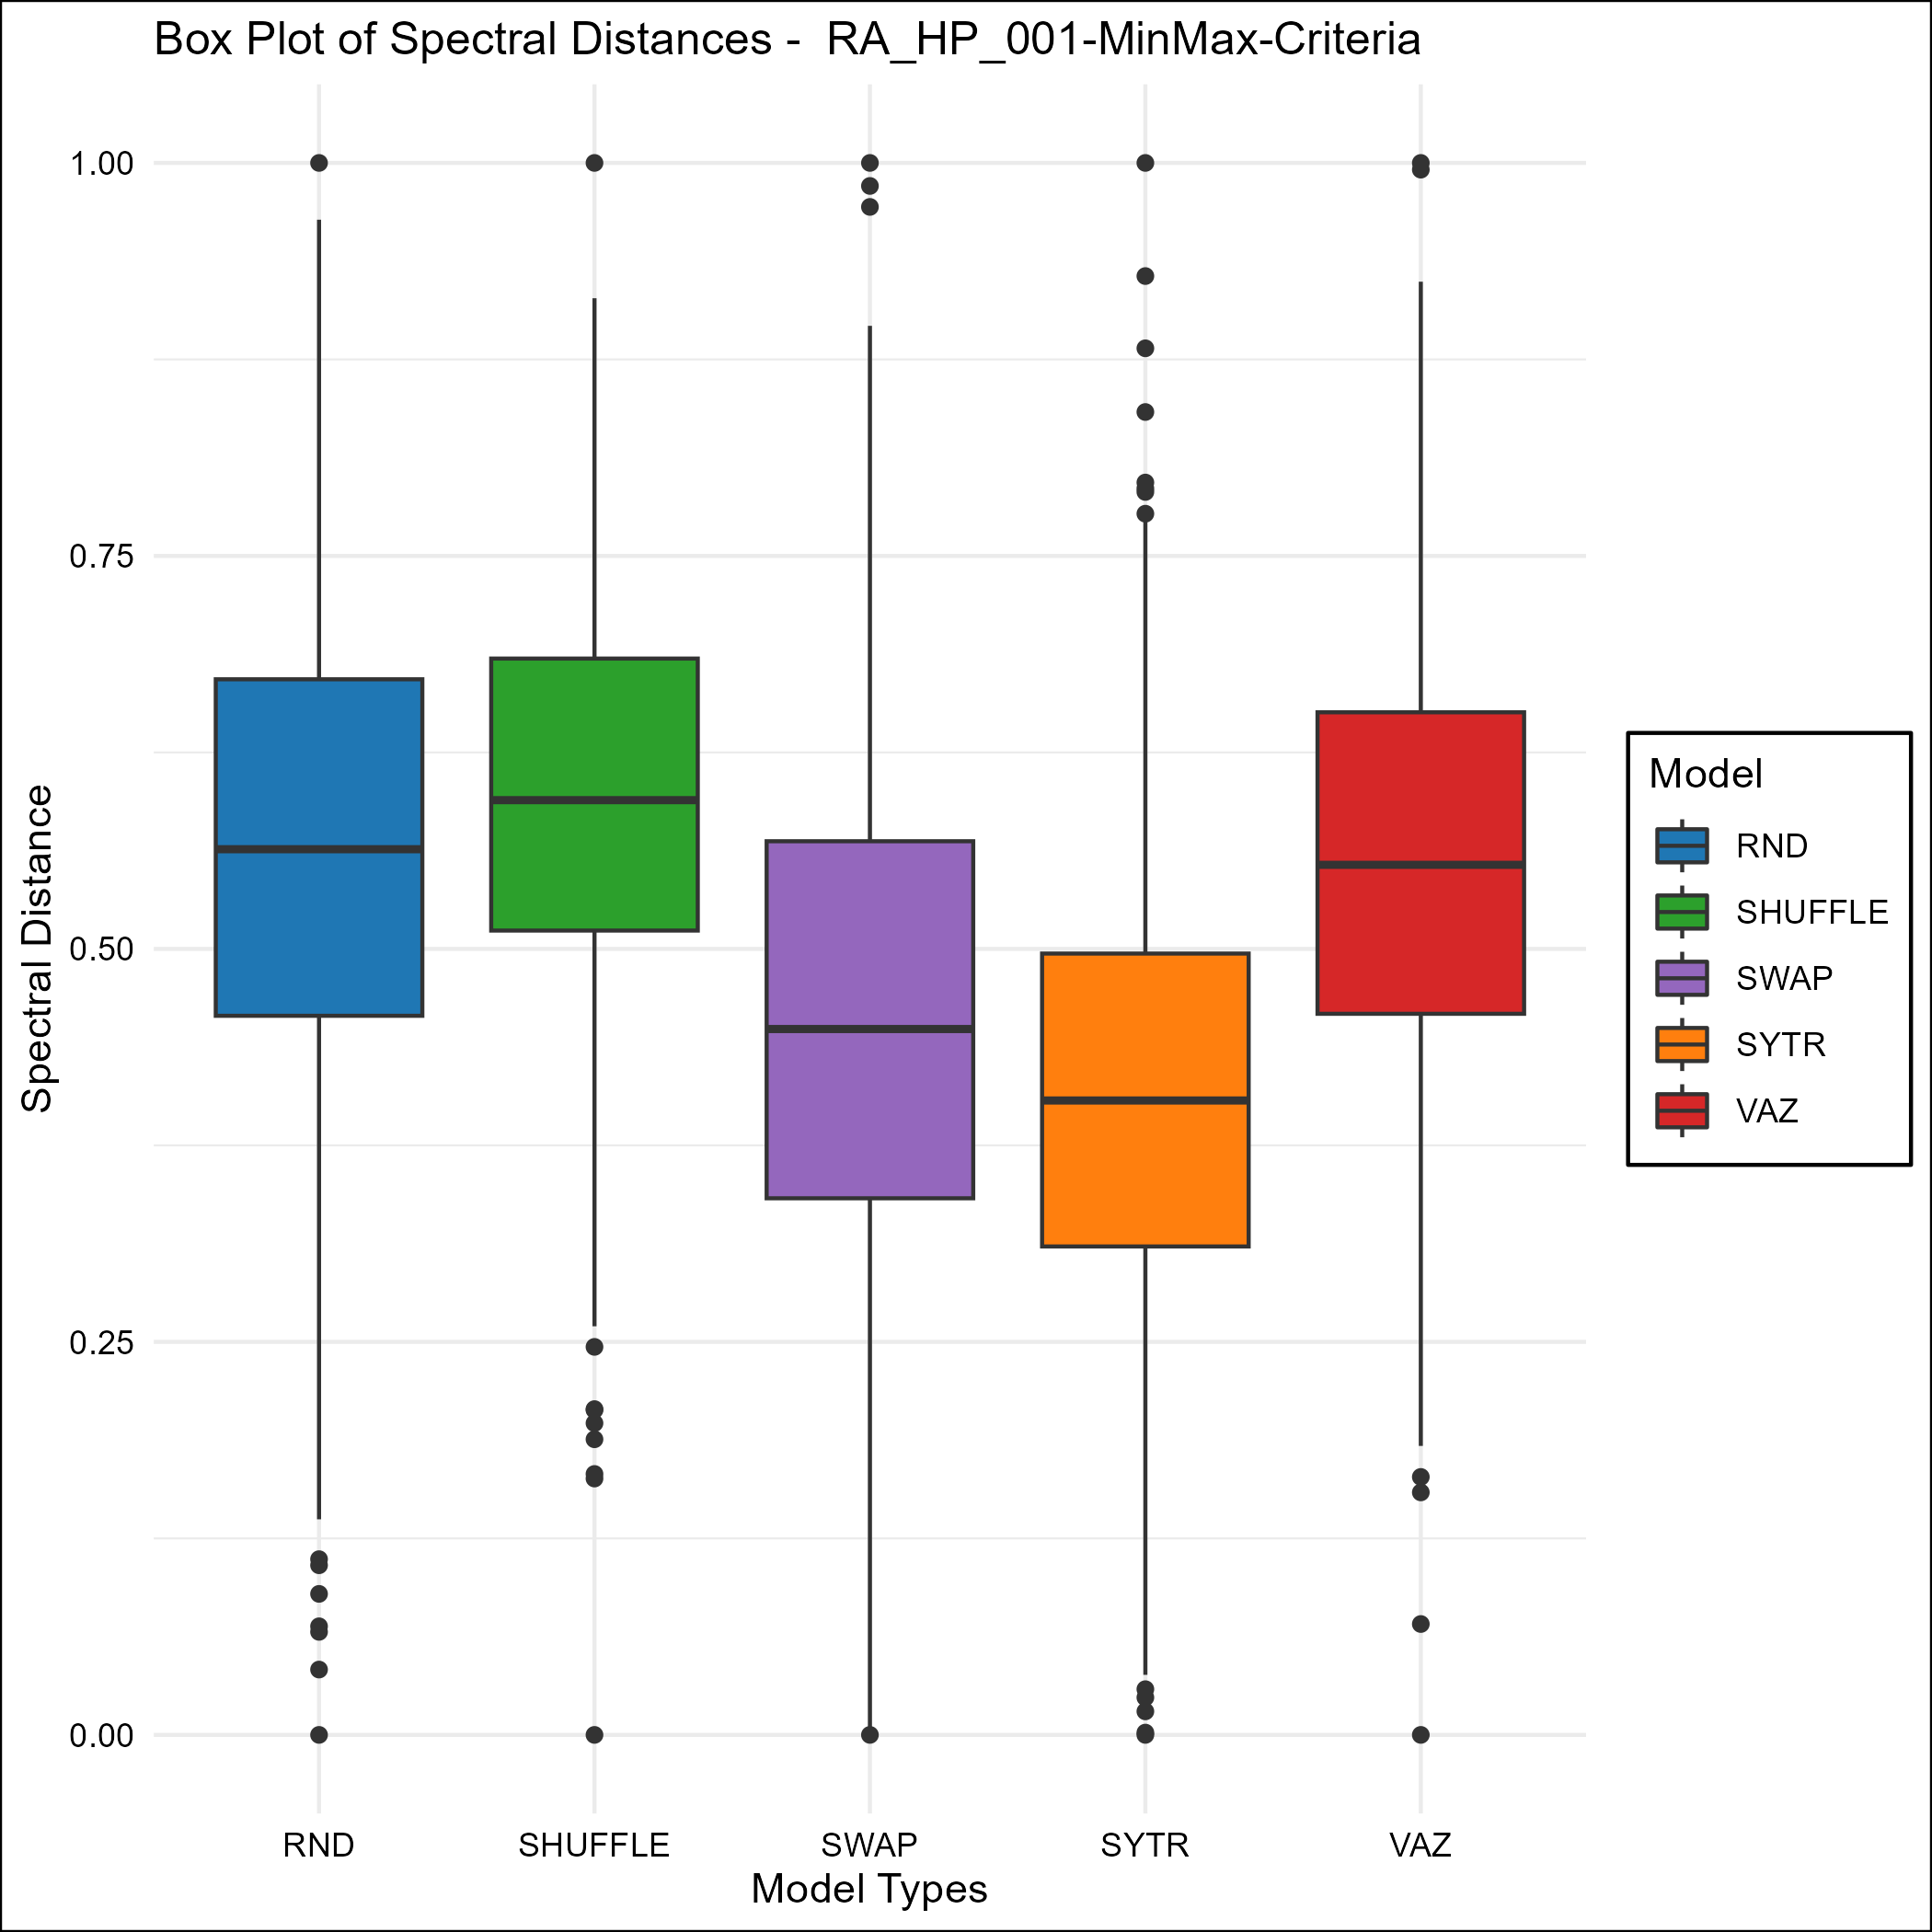 Box Plot of Spectral Distances -  RA_HP_001-MinMax-Criteria
1.00
0.75
0.50
0.25
0.00
Spectral Distance
RND SHUFFLE SWAP SYTR VAZ
Model Types
Model
RND
SHUFFLE
SWAP
SYTR
VAZ